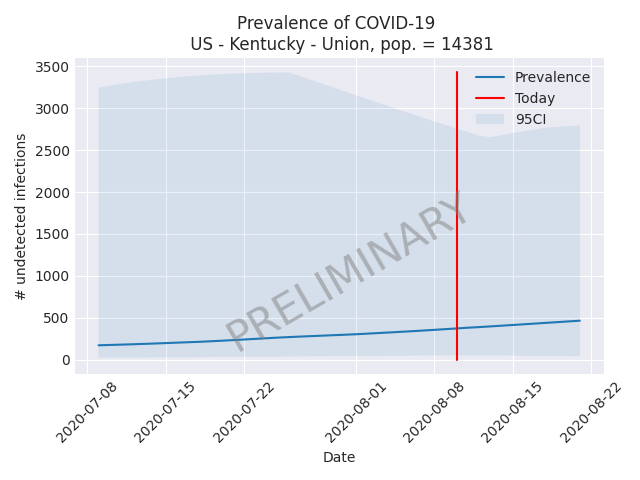 Prevalence of COVID-19
US - Kentucky - Union, pop. = 14381
3500
3000
2500
2000
1500
1000
500
0
# undetected infections
Prevalence
Today
95CI
PRELIMINARY
2020-07-08
2020-07-15
2020-07-22
2020-08-01
2020-08-08
2020-08-15
2020-08-22
Date